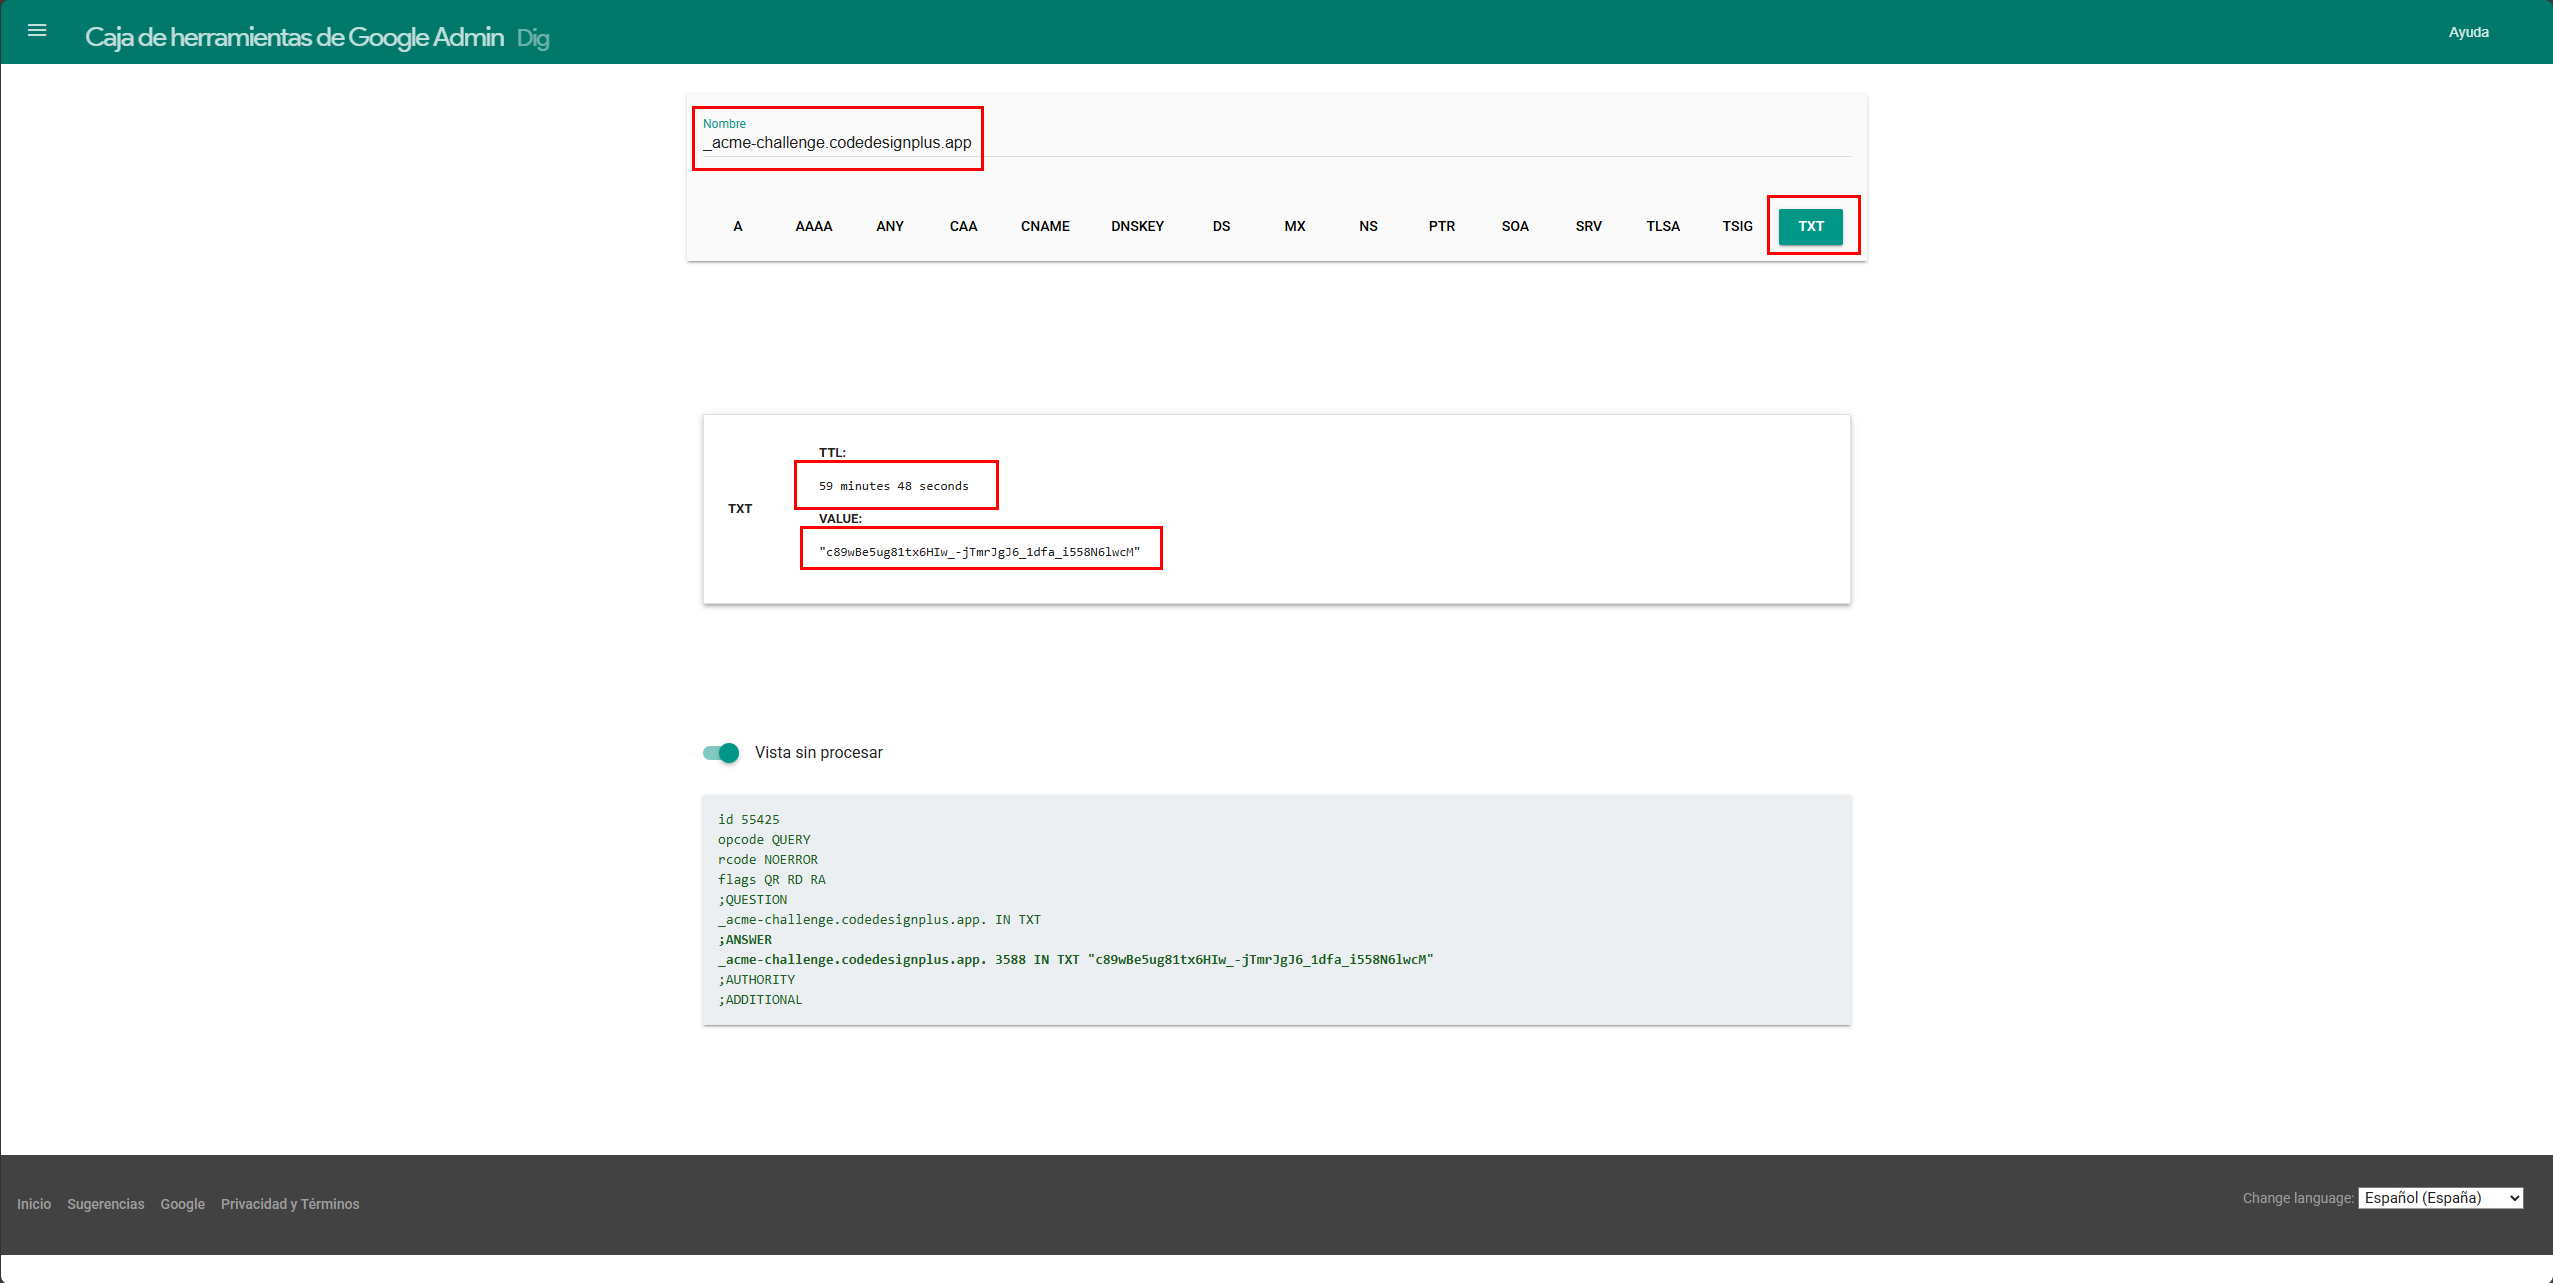 Caja de herramientas de Google Admin Dig
Ayuda
Nombre
_acme-challenge.codedesignplus.app
A AAAA ANY CAA CNAME DNSKEY DS MX NS PTR SOA SRV TLSA TSIG TXT
TTL:
59 minutes 48 seconds
TXT
VALUE:
"c89wBe5ug81tx6HIw_-jTmrJgJ6_1dfa_i558N6lwcM"
Vista sin procesar
id 55425
opcode QUERY
rcode NOERROR
flags QR RD RA
;QUESTION
_acme-challenge.codedesignplus.app. IN TXT
;ANSWER
_acme-challenge.codedesignplus.app. 3588 IN TXT "c89wBe5ug81tx6HIw_-jTmrJgJ6_1dfa_i558N6lwcM"
;AUTHORITY
;ADDITIONAL
Inicio Sugerencias Google Privacidad y Términos
Change language: Español (España)